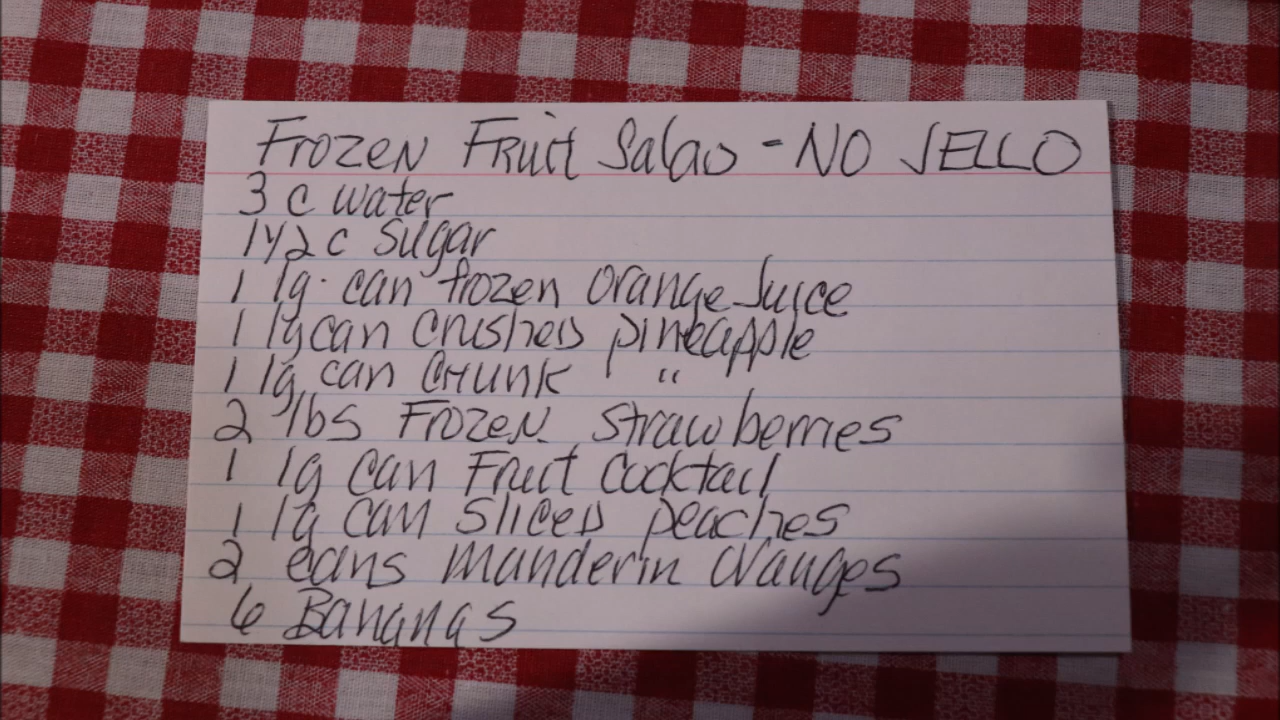 Frozen Fruit Salad - NO JELLO
3 c water
1 1/2 c Sugar
1 lg. can frozen Orange Juice
1 lg can crushed pineapple
1 lg. can Chunk "
2 lbs Frozen strawberries
1 lg can Fruit Cocktail
1 lg can Sliced peaches
2 cans Manderin Oranges
6 Bananas